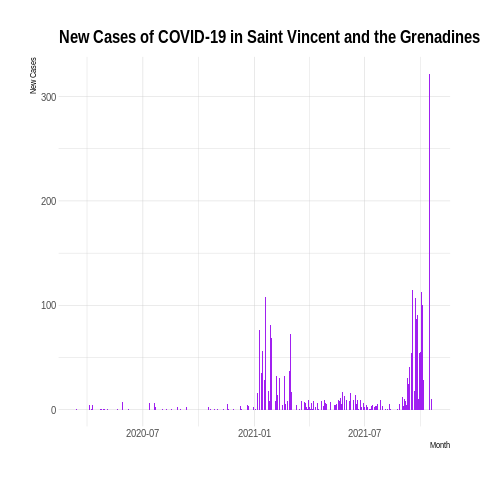 New Cases of COVID-19 in Saint Vincent and the Grenadines
New Cases
300
200
100
0
2020-07
2021-01
2021-07
Month